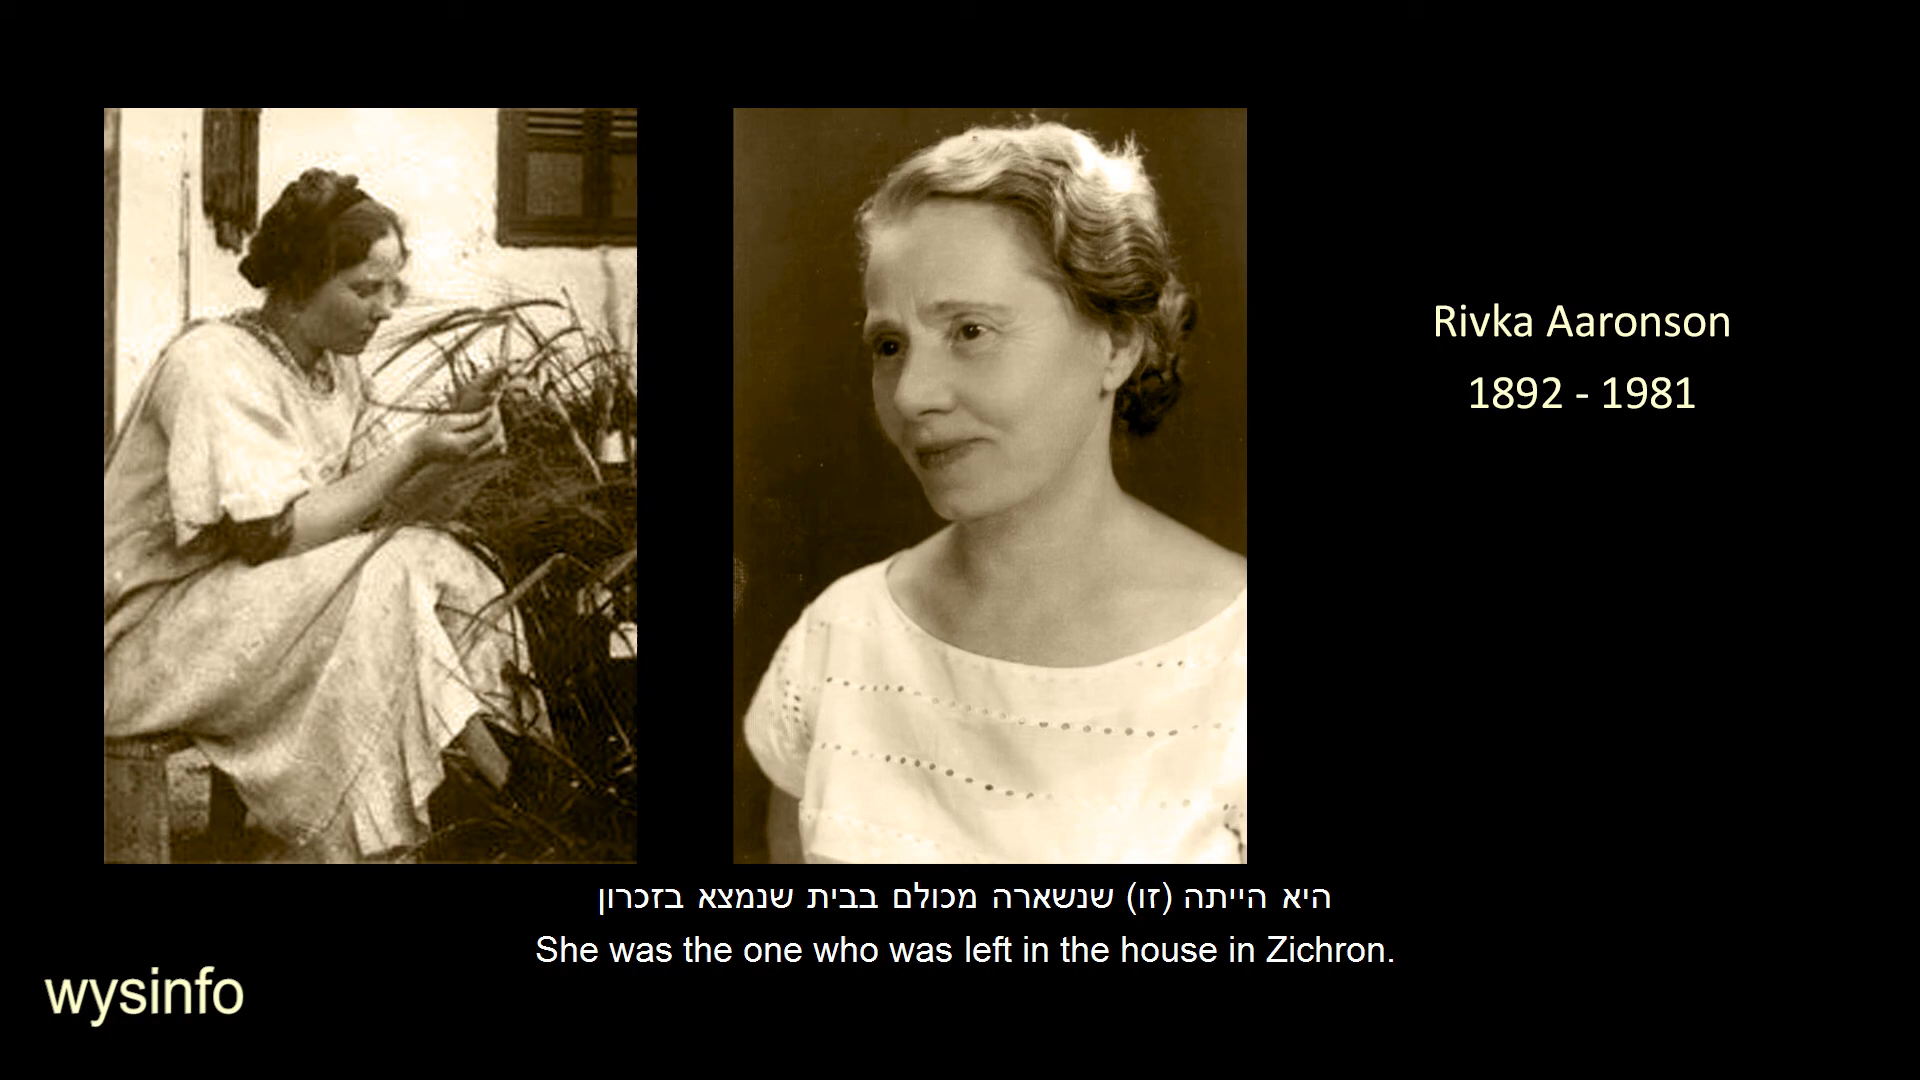 Rivka Aaronson
1892 - 1981
היא הייתה (זו) שנשארה מכולם בבית שנמצא בזכרון
She was the one who was left in the house in Zichron.
wysinfo